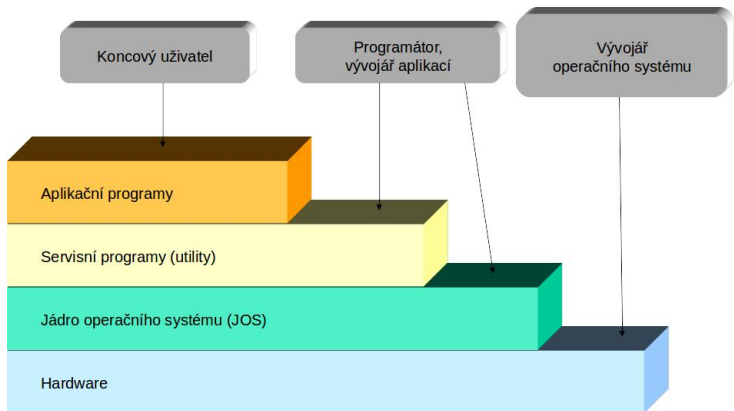 Koncový uživatel
Programátor,
vývojář aplikací
Vývojář
operačního systému
Aplikační programy
Servisní programy (utility)
Jádro operačního systému (JOS)
Hardware